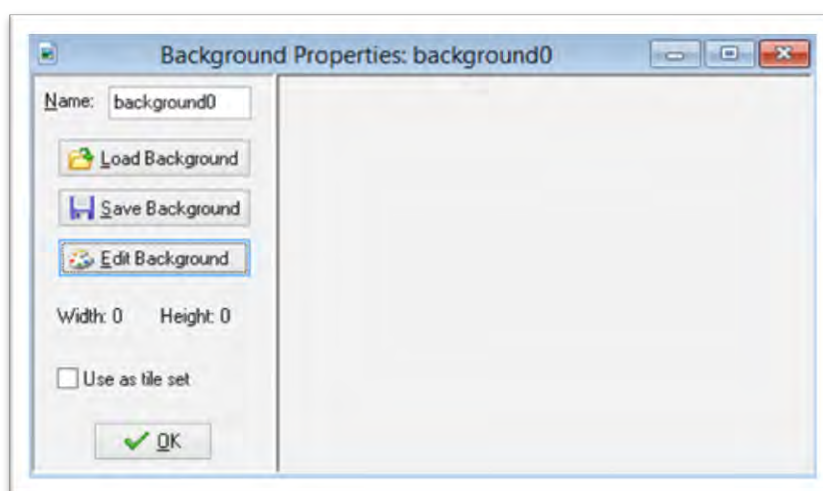 Background Properties: background0
Name: background0
Load Background
Save Background
Edit Background
Width: 0 Height: 0
Use as tile set
OK